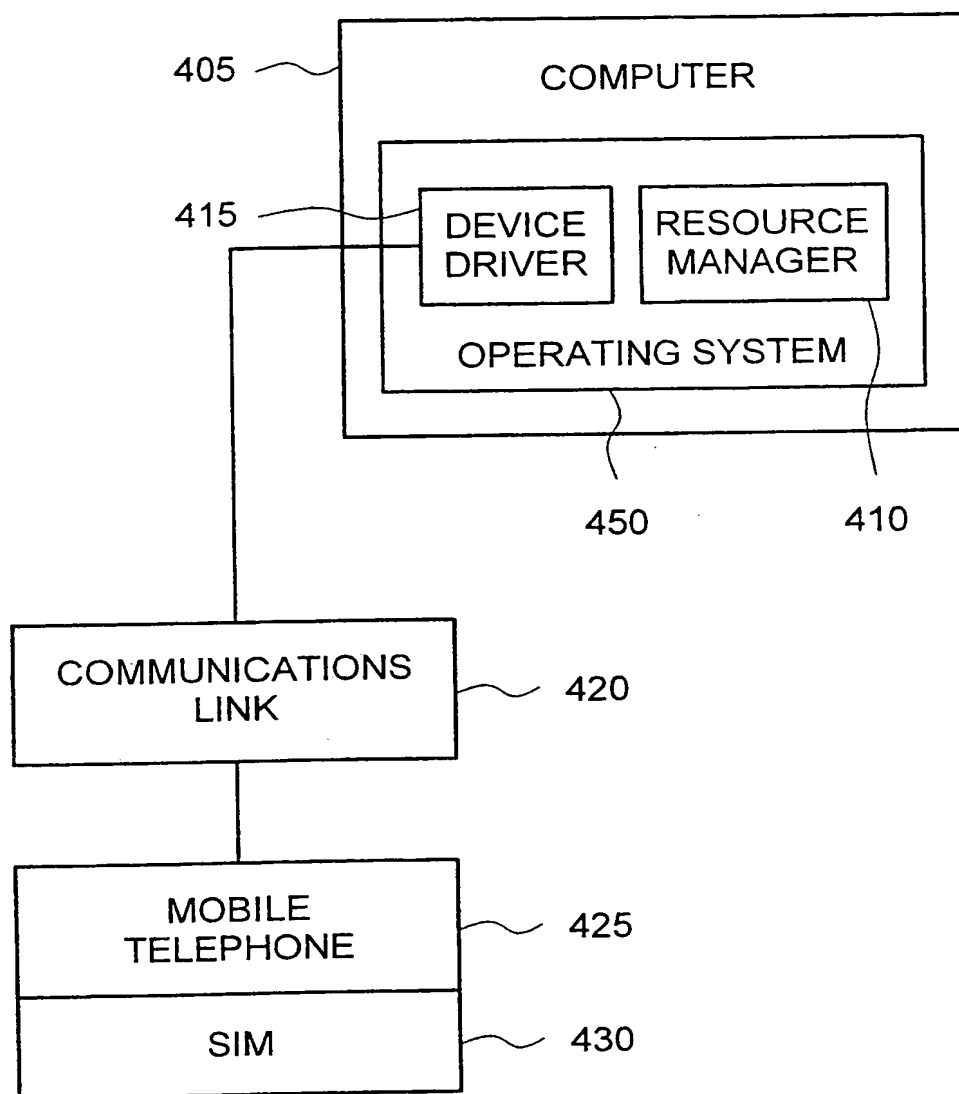 405
COMPUTER
415
DEVICE
DRIVER
RESOURCE
MANAGER
OPERATING SYSTEM
450
410
COMMUNICATIONS
LINK
420
MOBILE
TELEPHONE
425
SIM
430